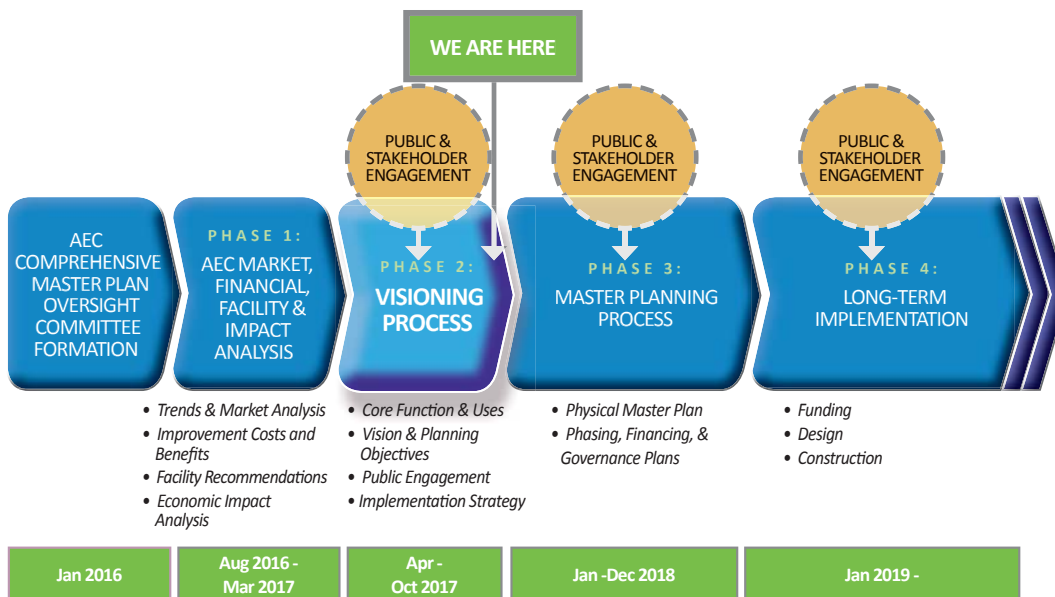 WE ARE HERE
PUBLIC &
STAKEHOLDER
ENGAGEMENT
PUBLIC &
STAKEHOLDER
ENGAGEMENT
PUBLIC &
STAKEHOLDER
ENGAGEMENT
AEC
COMPREHENSIVE
MASTER PLAN
OVERSIGHT
COMMITTEE
FORMATION
PHASE 1:
AEC MARKET,
FINANCIAL,
FACILITY &
IMPACT
ANALYSIS
PHASE 2:
VISIONING
PROCESS
PHASE 3:
MASTER PLANNING
PROCESS
PHASE 4:
LONG-TERM
IMPLEMENTATION
• Trends & Market Analysis
• Improvement Costs and
Benefits
• Facility Recommendations
• Economic Impact
Analysis
• Core Function & Uses
• Vision & Planning
Objectives
• Public Engagement
• Implementation Strategy
• Physical Master Plan
• Phasing, Financing, &
Governance Plans
• Funding
• Design
• Construction
Jan 2016
Aug 2016 -
Mar 2017
Apr -
Oct 2017
Jan -Dec 2018
Jan 2019 -